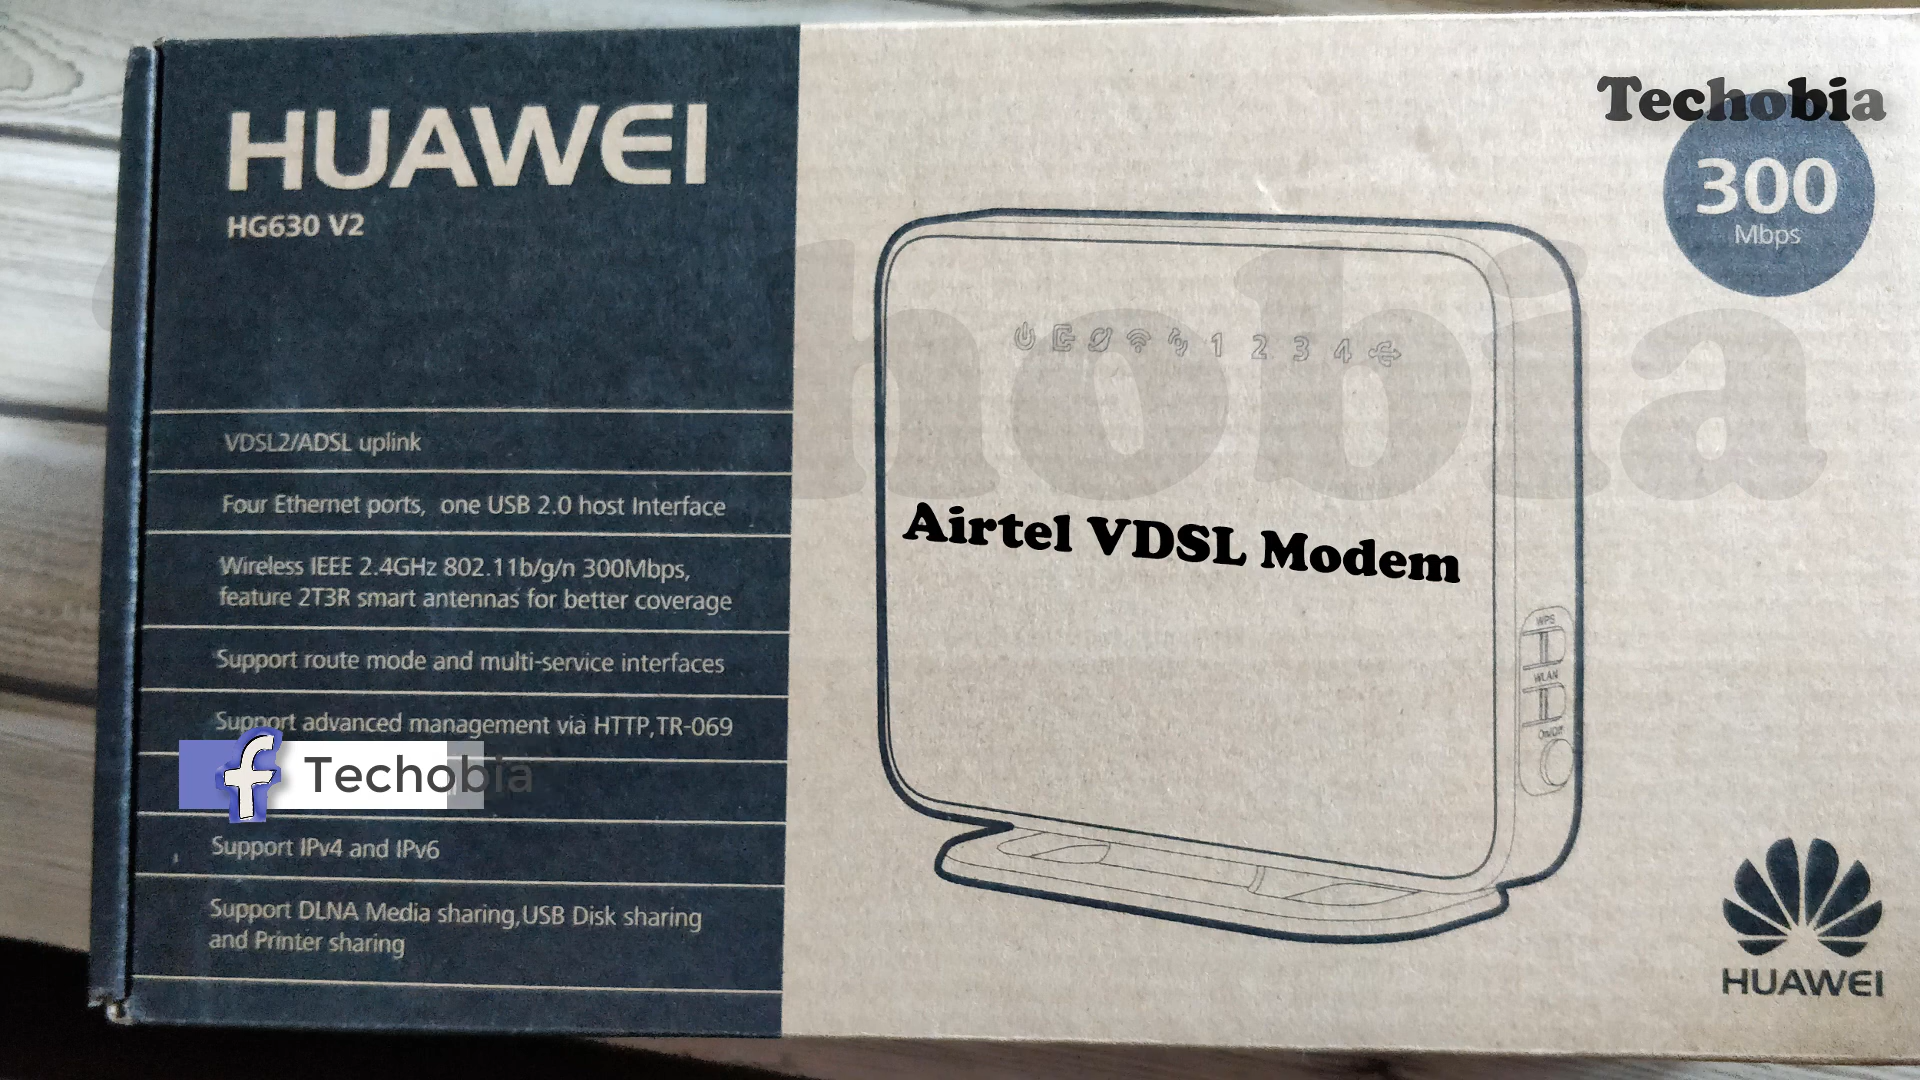 HUAWEI
HG630 V2
VDSL2/ADSL uplink
Four Ethernet ports, one USB 2.0 host Interface
Wireless IEEE 2.4GHz 802.11b/g/n 300Mbps,
feature 2T3R smart antennas for better coverage
Support route mode and multi-service interfaces
Support advanced management via HTTP,TR-069
f Techobia
Support IPv4 and IPv6
Support DLNA Media sharing,USB Disk sharing
and Printer sharing
Techobia
300
Mbps
hobia
1 2 3 4
Airtel VDSL Modem
WPS
WLAN
On/Off
HUAWEI